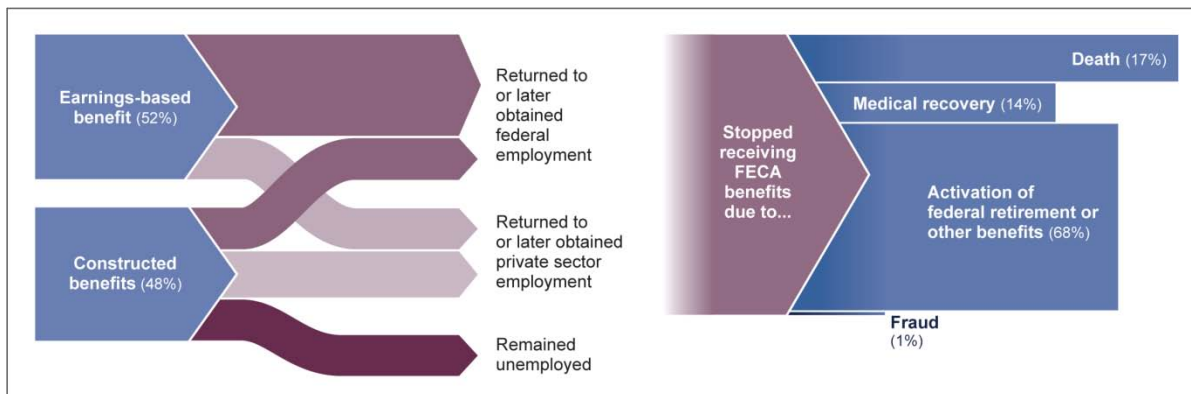 Earnings-based
benefit (52%)
Constructed
benefits (48%)
Returned to
or later
obtained
federal
employment
Returned to
or later obtained
private sector
employment
Remained
unemployed
Stopped
receiving
FECA
benefits
due to...
Death (17%)
Medical recovery (14%)
Activation of
federal retirement or
other benefits (68%)
Fraud
(1%)